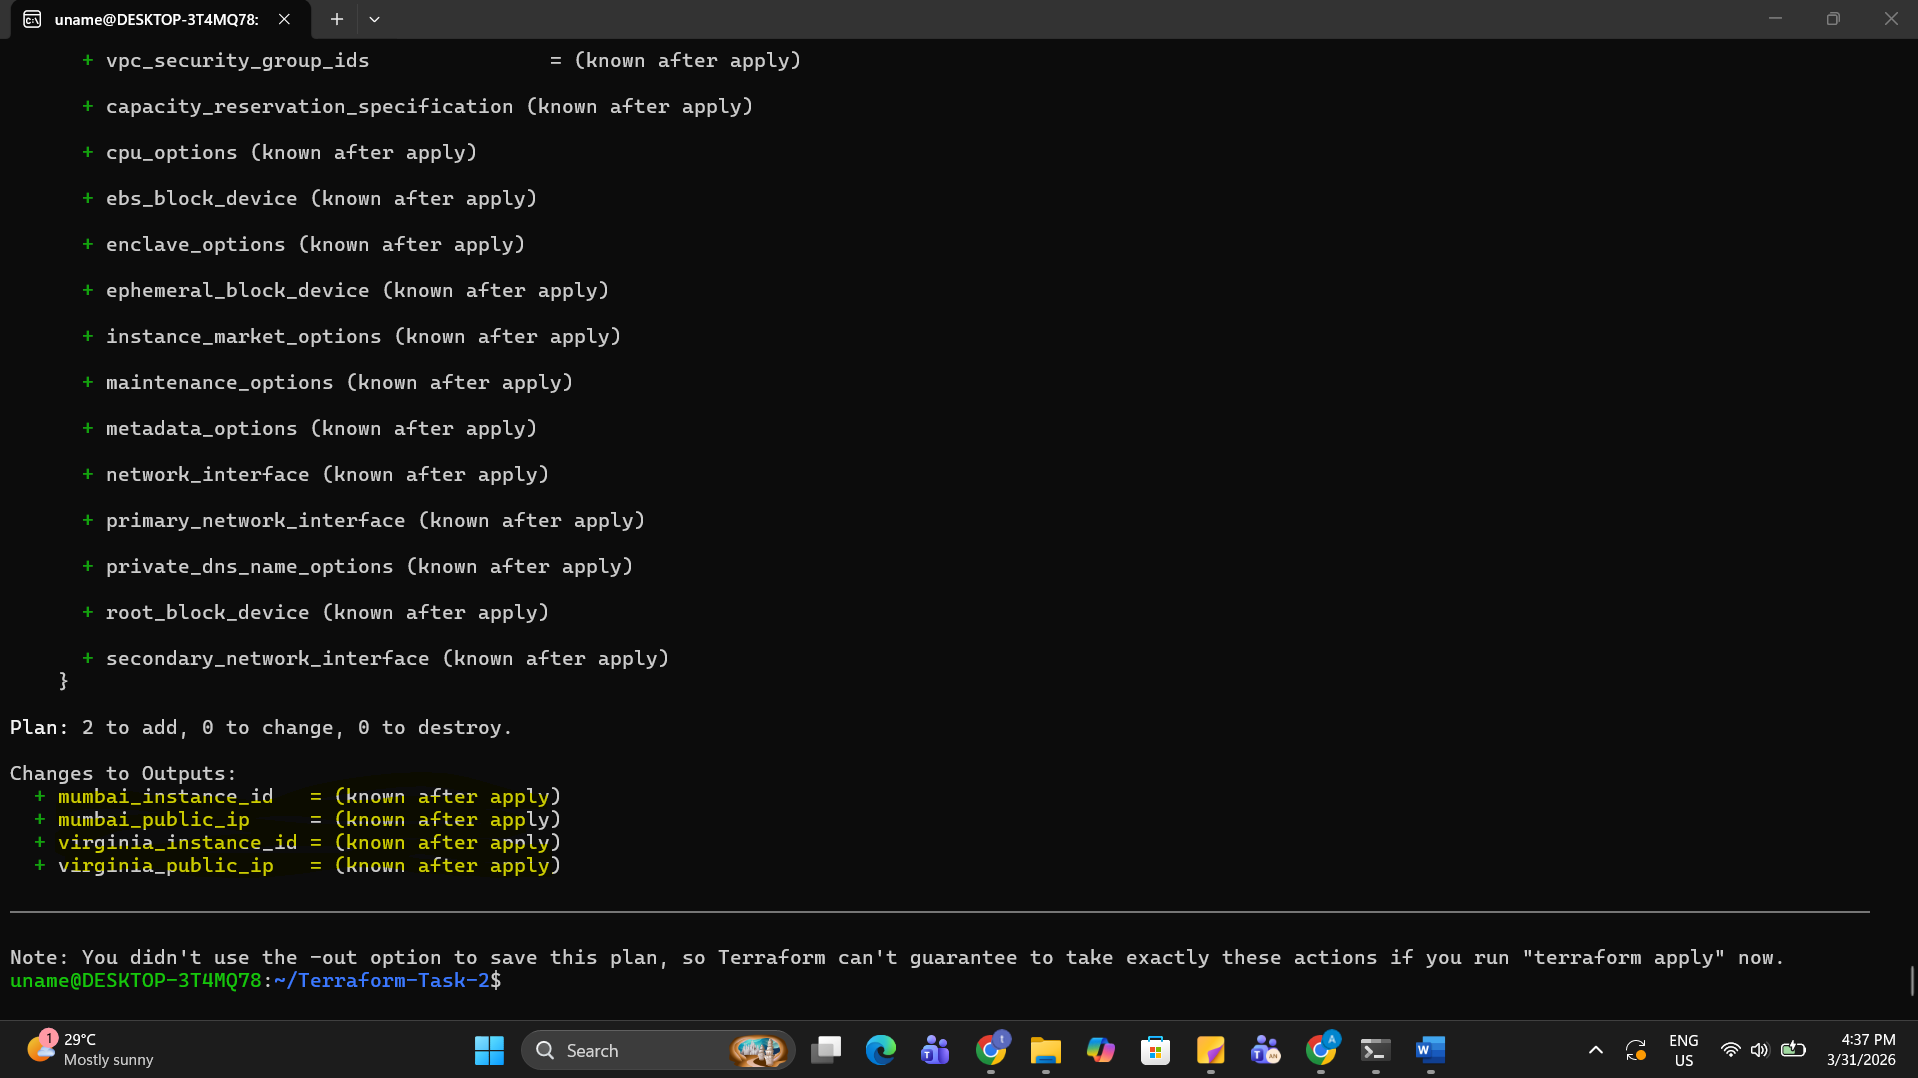 uname@DESKTOP-3T4MQ78:
+ vpc_security_group_ids               = (known after apply)
+ capacity_reservation_specification (known after apply)
+ cpu_options (known after apply)
+ ebs_block_device (known after apply)
+ enclave_options (known after apply)
+ ephemeral_block_device (known after apply)
+ instance_market_options (known after apply)
+ maintenance_options (known after apply)
+ metadata_options (known after apply)
+ network_interface (known after apply)
+ primary_network_interface (known after apply)
+ private_dns_name_options (known after apply)
+ root_block_device (known after apply)
+ secondary_network_interface (known after apply)
}
Plan: 2 to add, 0 to change, 0 to destroy.
Changes to Outputs:
+ mumbai_instance_id   = (known after apply)
+ mumbai_public_ip     = (known after apply)
+ virginia_instance_id = (known after apply)
+ virginia_public_ip   = (known after apply)
Note: You didn't use the -out option to save this plan, so Terraform can't guarantee to take exactly these actions if you run "terraform apply" now.
uname@DESKTOP-3T4MQ78:~/Terraform-Task-2$
1
29°C
Mostly sunny
Search
ENG
US
4:37 PM
3/31/2026